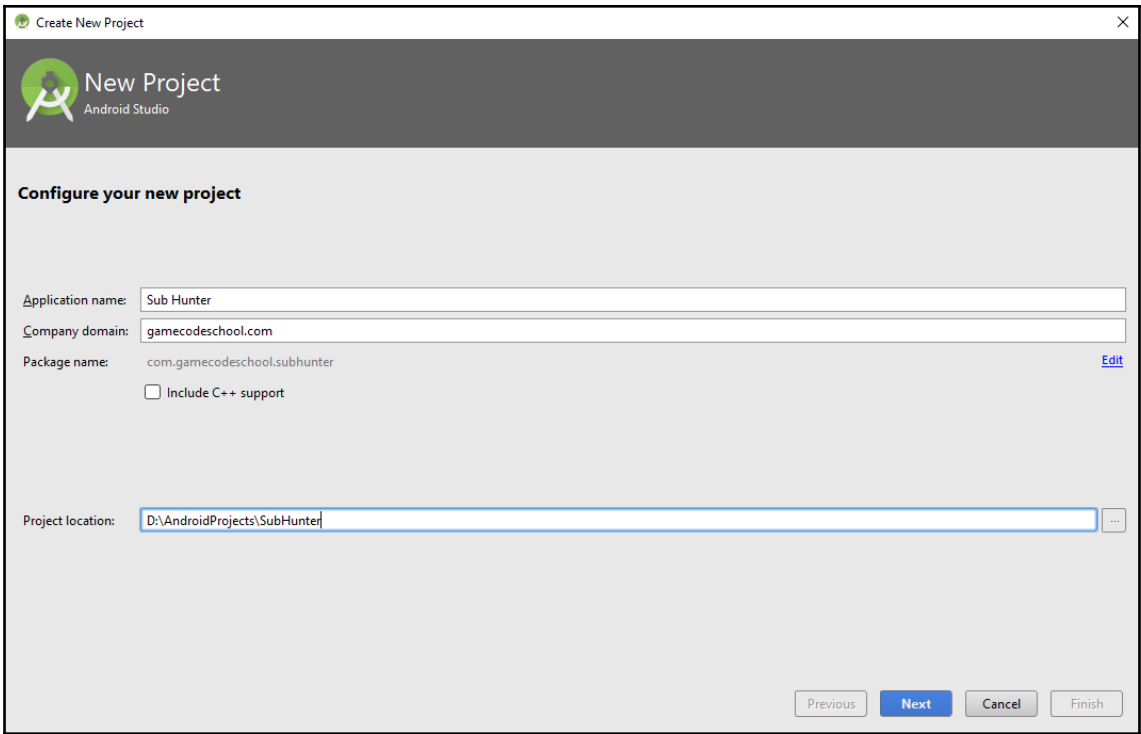 Create New Project
New Project
Android Studio
Configure your new project
Application name: Sub Hunter
Company domain: gamecodeschool.com
Package name: com.gamecodeschool.subhunter Edit
Include C++ support
Project location: D:\AndroidProjects\SubHunter ...
Previous Next Cancel Finish